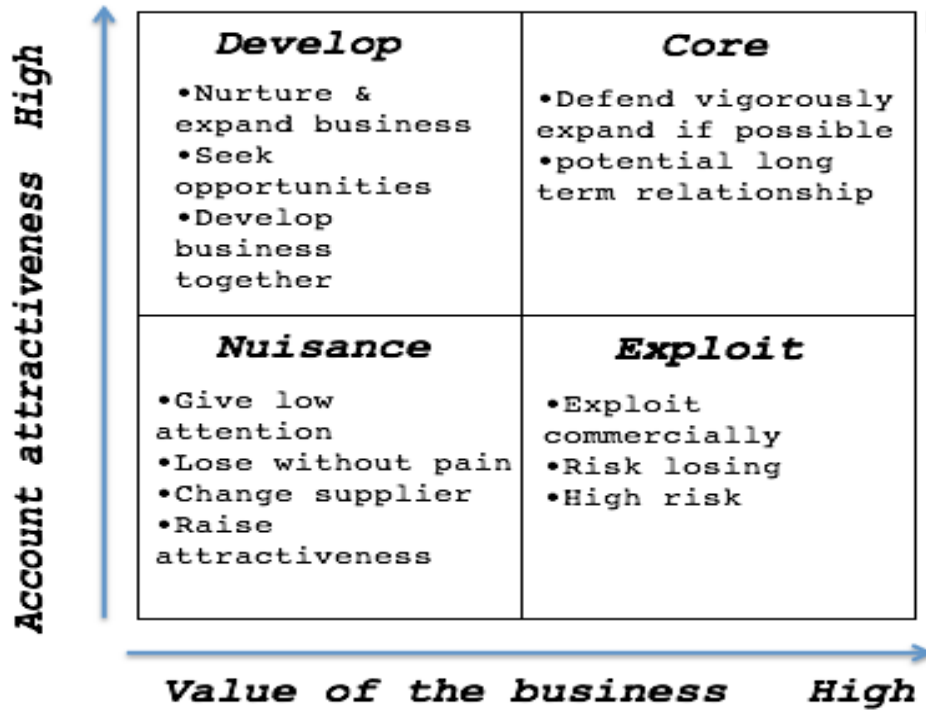 Account attractiveness High
Develop
•Nurture &
expand business
•Seek
opportunities
•Develop
business
together
Core
•Defend vigorously
expand if possible
•potential long
term relationship
Nuisance
•Give low
attention
•Lose without pain
•Change supplier
•Raise
attractiveness
Exploit
•Exploit
commercially
•Risk losing
•High risk
Value of the business High